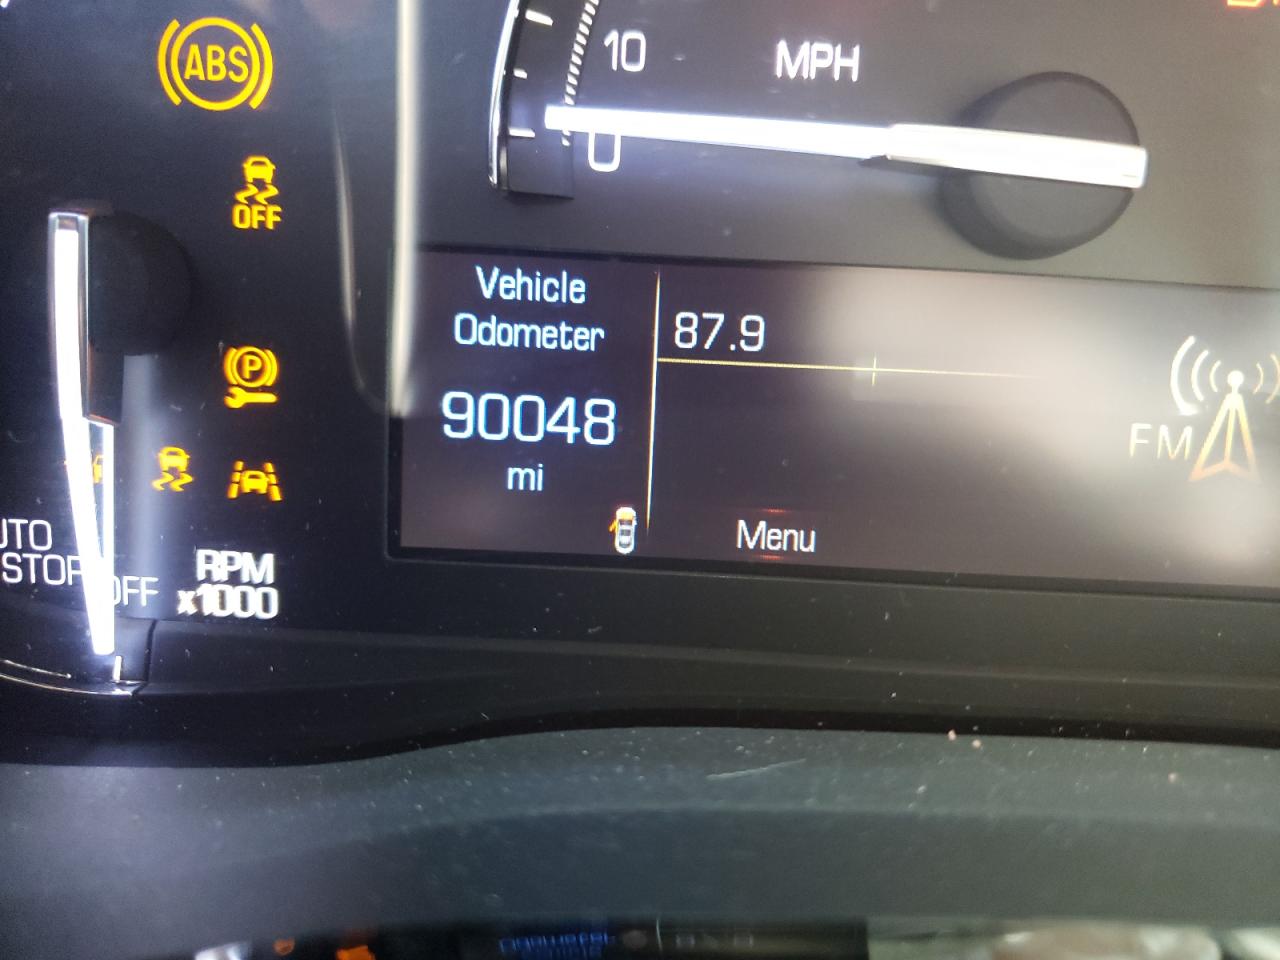 ABS
10
MPH
0
OFF
Vehicle
Odometer
87.9
90048
mi
FM
P
UTO
STOP OFF
RPM
x1000
Menu